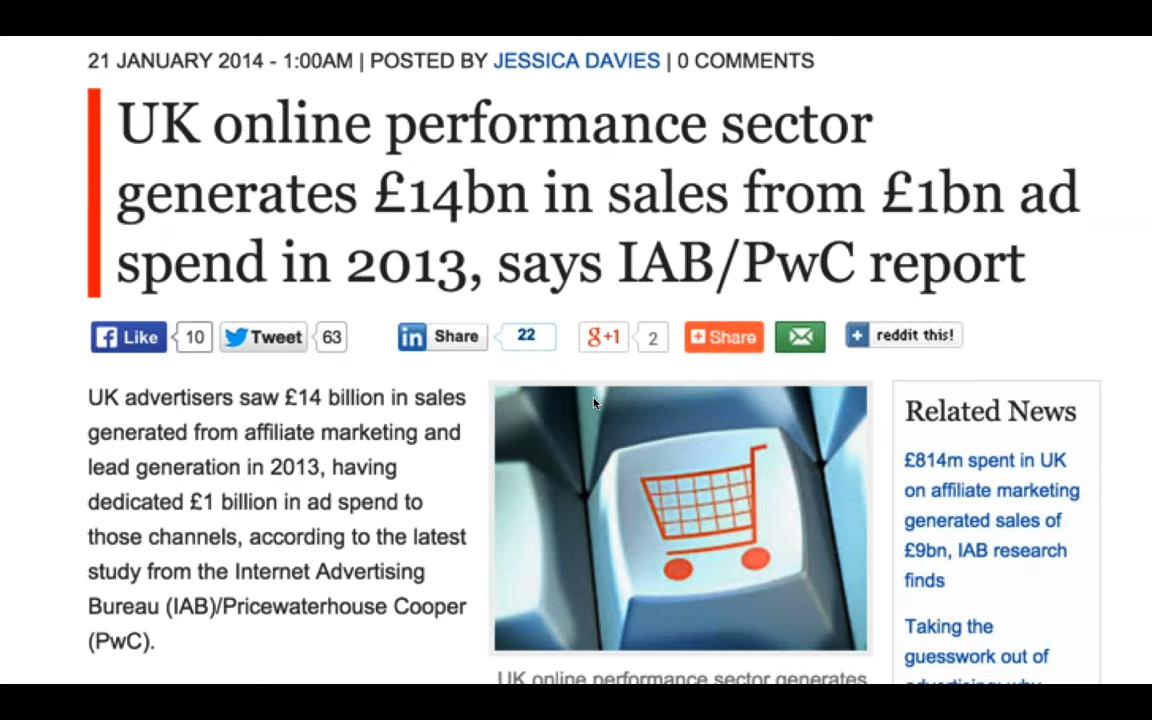 21 JANUARY 2014 - 1:00AM | POSTED BY JESSICA DAVIES | 0 COMMENTS
UK online performance sector
generates £14bn in sales from £1bn ad
spend in 2013, says IAB/PwC report
Like 10 Tweet 63 in Share 22 g+1 2 Share reddit this!
UK advertisers saw £14 billion in sales
generated from affiliate marketing and
lead generation in 2013, having
dedicated £1 billion in ad spend to
those channels, according to the latest
study from the Internet Advertising
Bureau (IAB)/Pricewaterhouse Cooper
(PwC).
UK online performance sector generates
Related News
£814m spent in UK
on affiliate marketing
generated sales of
£9bn, IAB research
finds
Taking the
guesswork out of
advertising: why